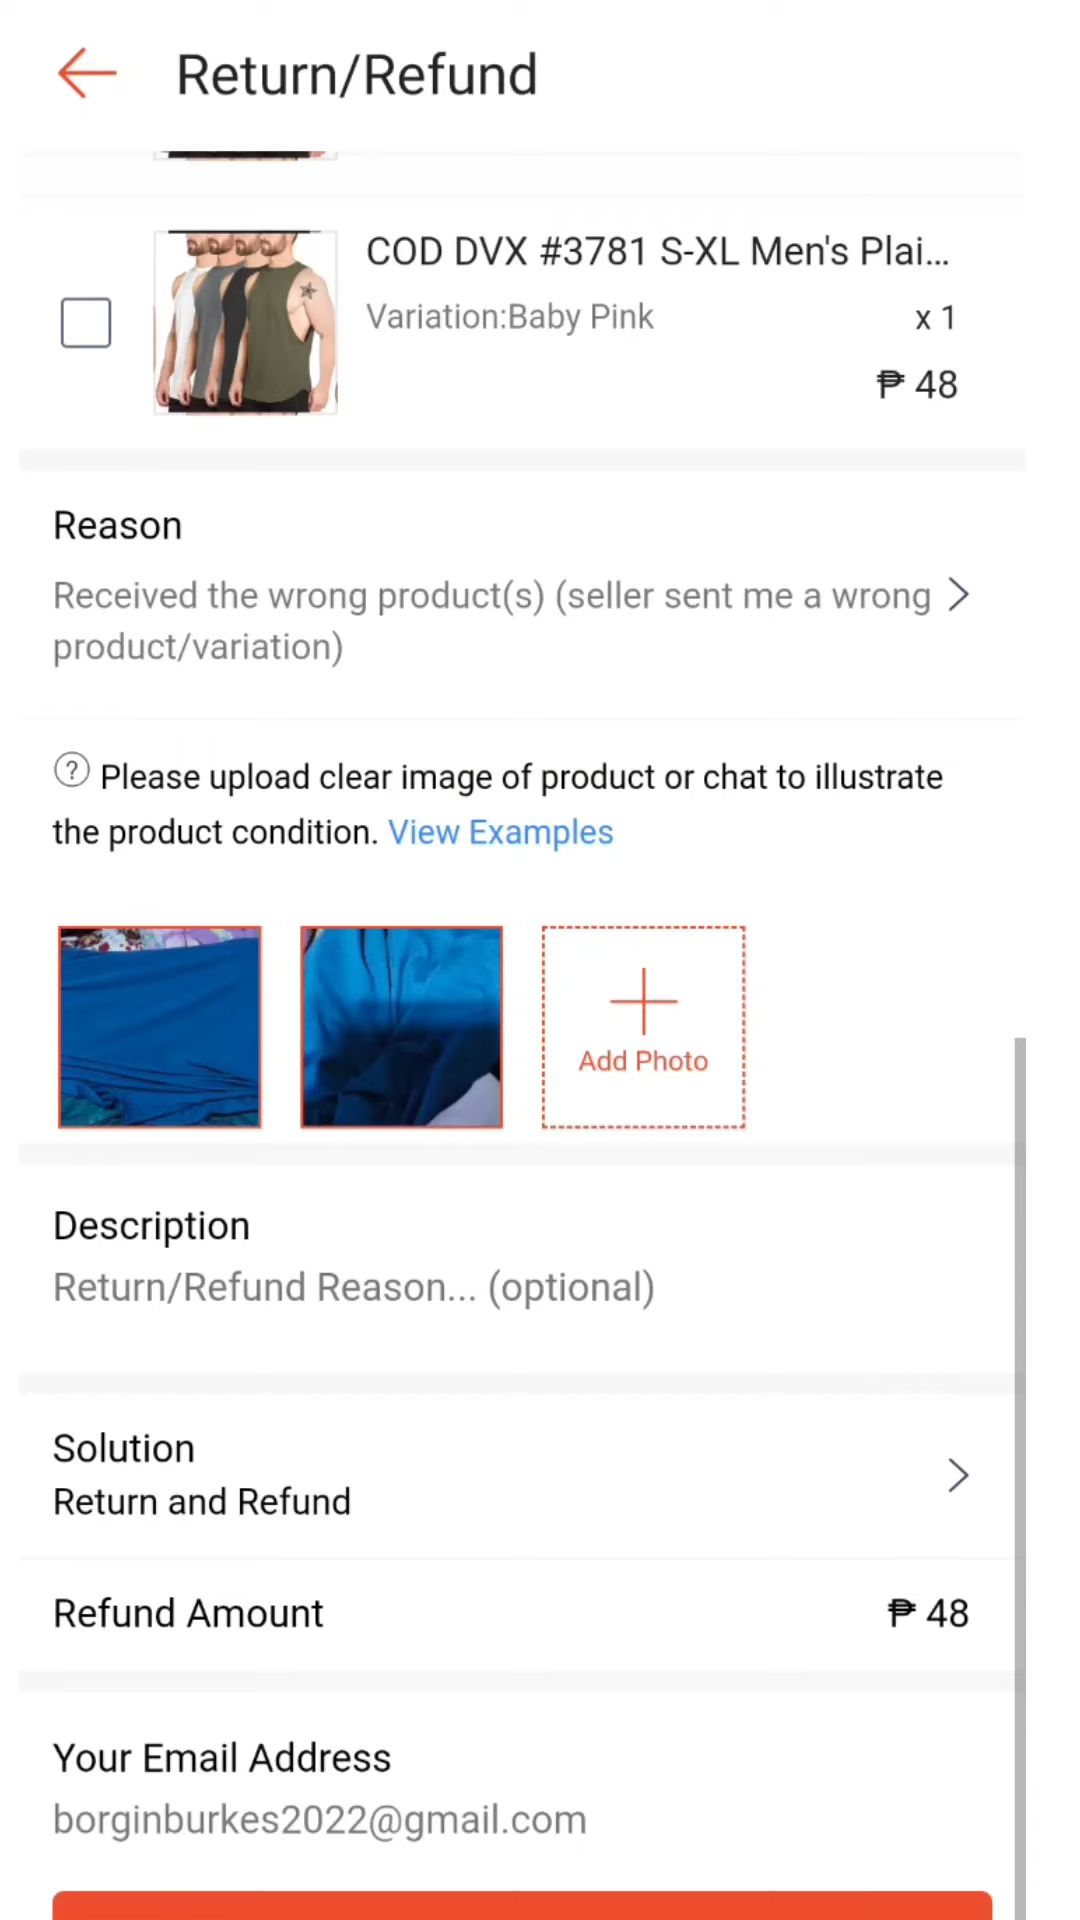 Return/Refund
COD DVX #3781 S-XL Men's Plai...
Variation:Baby Pink
x 1
₱ 48
Reason
Received the wrong product(s) (seller sent me a wrong
product/variation)
? Please upload clear image of product or chat to illustrate
the product condition. View Examples
Add Photo
Description
Return/Refund Reason... (optional)
Solution
Return and Refund
Refund Amount
₱ 48
Your Email Address
borginburkes2022@gmail.com